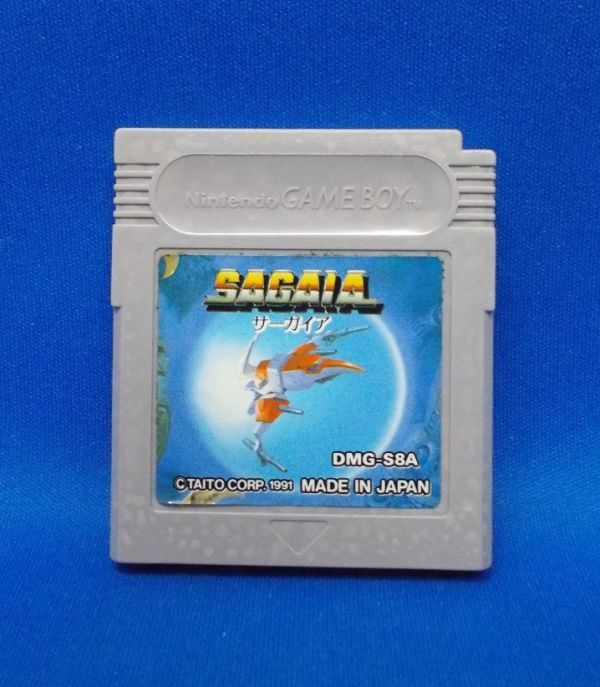 Nintendo GAME BOY™
SAGAIA
サーガイア
DMG-S8A
©TAITO CORP. 1991 MADE IN JAPAN